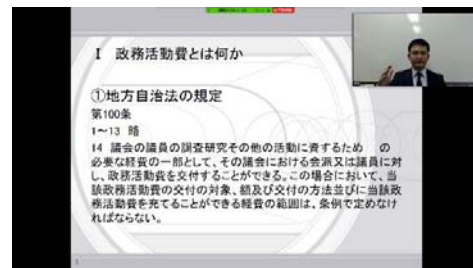 Ⅰ 政務活動費とは何か
①地方自治法の規定
第100条
1～13 略
14 議会の議員の調査研究その他の活動に資するため の
必要な経費の一部として、その議会における会派又は議員に対
し、政務活動費を交付することができる。この場合において、当
該政務活動費の交付の対象、額及び交付の方法並びに当該政
務活動費を充てることができる経費の範囲は、条例で定めなけ
ればならない。
1